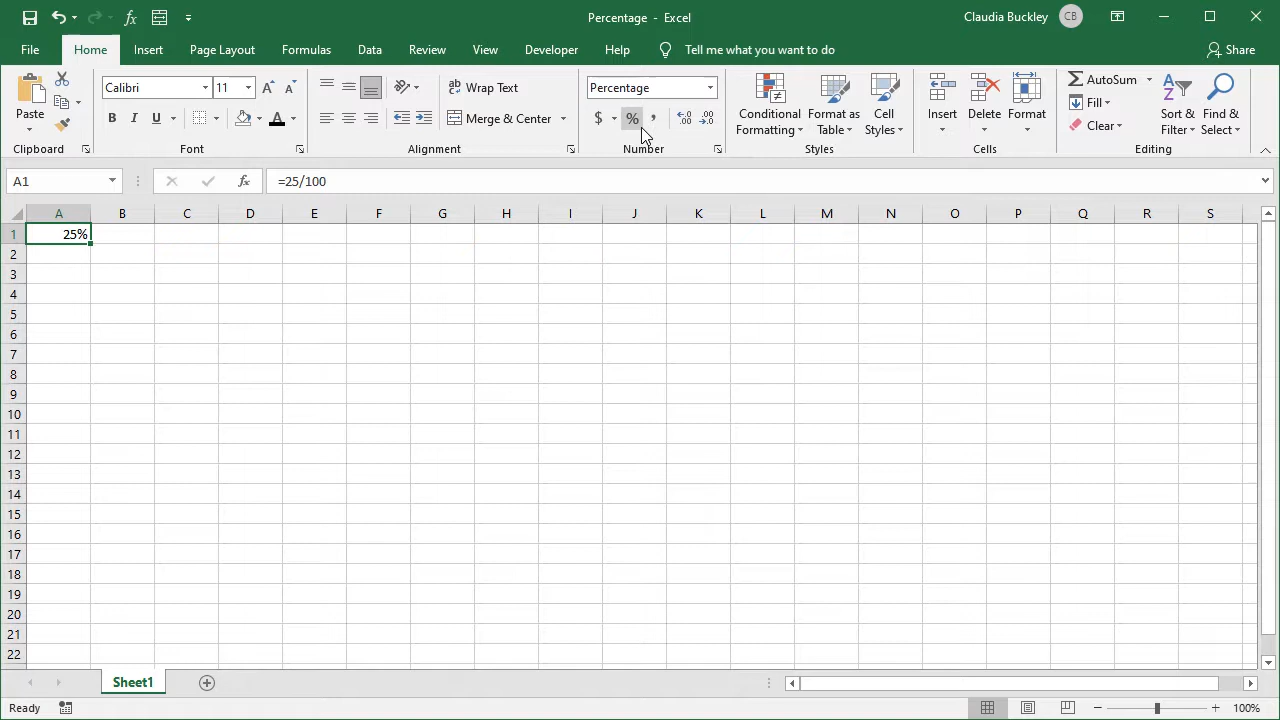 Percentage - Excel
Claudia Buckley CB
File Home Insert Page Layout Formulas Data Review View Developer Help Tell me what you want to do Share
Calibri 11 Wrap Text Percentage AutoSum
Paste B I U A Merge & Center $ % , Conditional Formatting Format as Table Cell Styles Insert Delete Format Fill Clear Sort & Filter Find & Select
Clipboard Font Alignment Number Styles Cells Editing
A1 fx =25/100
A B C D E F G H I J K L M N O P Q R S
1 25%
2
3
4
5
6
7
8
9
10
11
12
13
14
15
16
17
18
19
20
21
22
Sheet1
Ready 100%